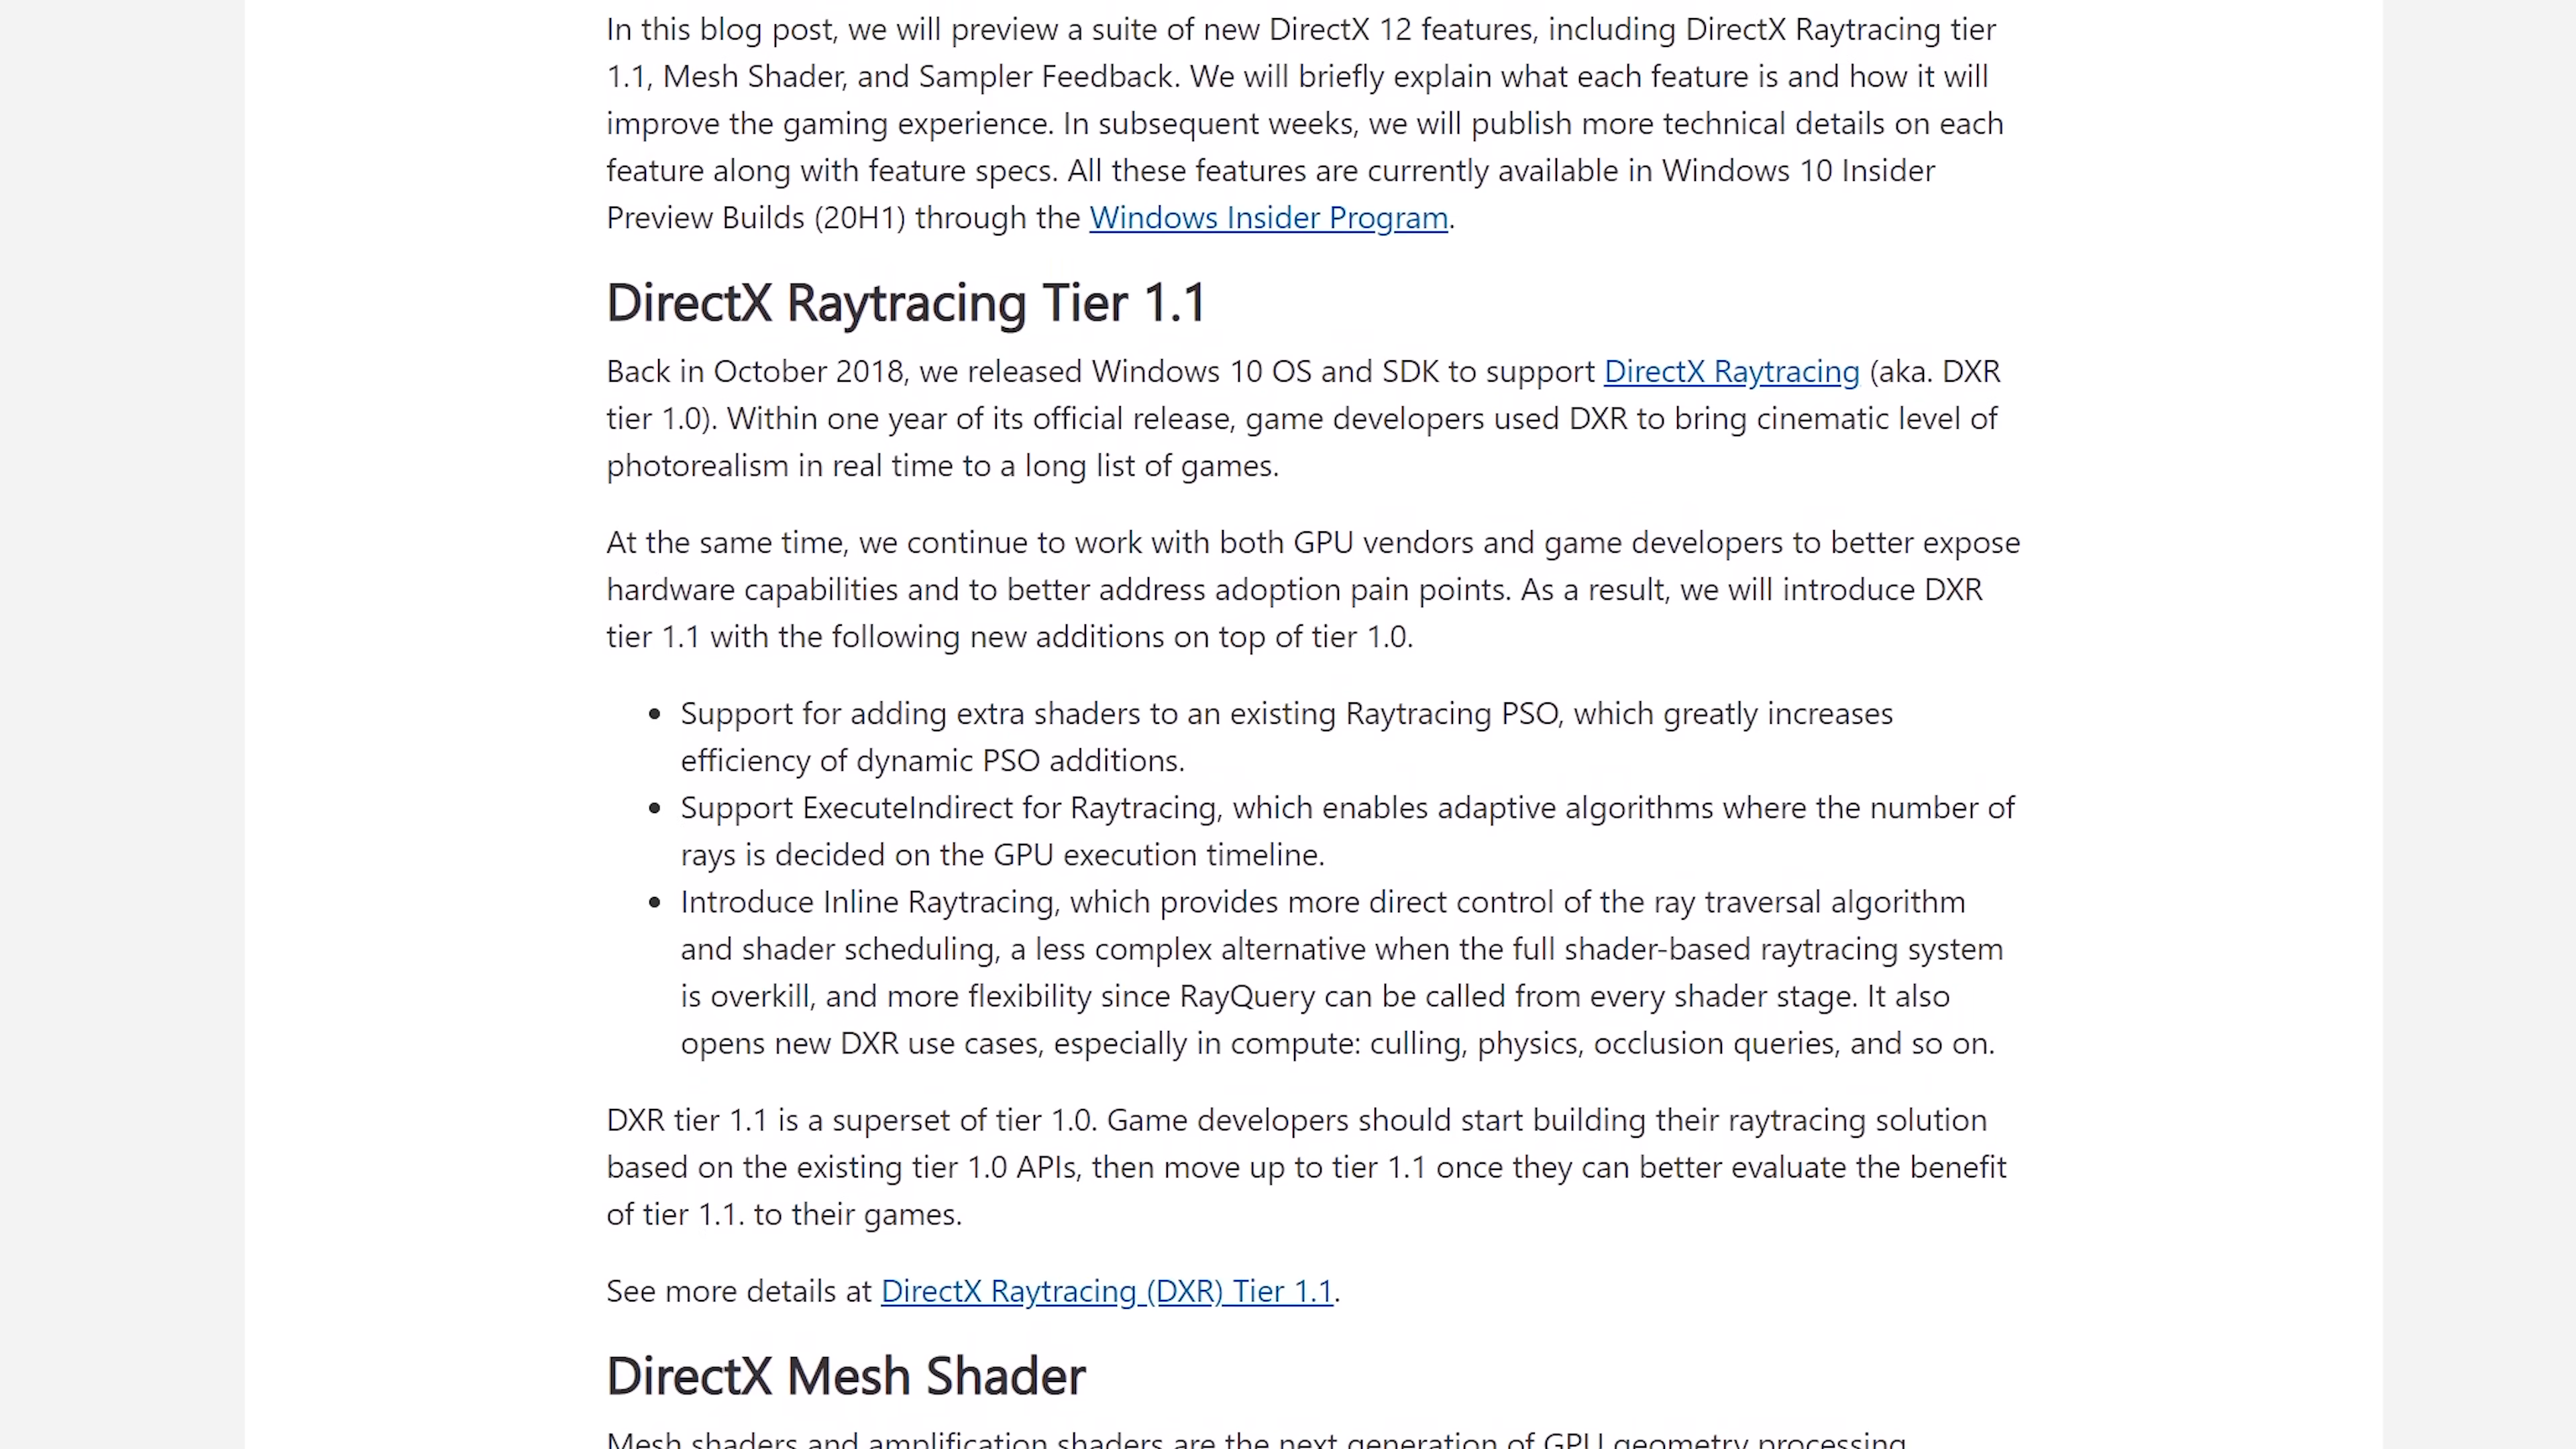 In this blog post, we will preview a suite of new DirectX 12 features, including DirectX Raytracing tier
1.1, Mesh Shader, and Sampler Feedback. We will briefly explain what each feature is and how it will
improve the gaming experience. In subsequent weeks, we will publish more technical details on each
feature along with feature specs. All these features are currently available in Windows 10 Insider
Preview Builds (20H1) through the Windows Insider Program.
DirectX Raytracing Tier 1.1
Back in October 2018, we released Windows 10 OS and SDK to support DirectX Raytracing (aka. DXR
tier 1.0). Within one year of its official release, game developers used DXR to bring cinematic level of
photorealism in real time to a long list of games.
At the same time, we continue to work with both GPU vendors and game developers to better expose
hardware capabilities and to better address adoption pain points. As a result, we will introduce DXR
tier 1.1 with the following new additions on top of tier 1.0.
• Support for adding extra shaders to an existing Raytracing PSO, which greatly increases
efficiency of dynamic PSO additions.
• Support ExecuteIndirect for Raytracing, which enables adaptive algorithms where the number of
rays is decided on the GPU execution timeline.
• Introduce Inline Raytracing, which provides more direct control of the ray traversal algorithm
and shader scheduling, a less complex alternative when the full shader-based raytracing system
is overkill, and more flexibility since RayQuery can be called from every shader stage. It also
opens new DXR use cases, especially in compute: culling, physics, occlusion queries, and so on.
DXR tier 1.1 is a superset of tier 1.0. Game developers should start building their raytracing solution
based on the existing tier 1.0 APIs, then move up to tier 1.1 once they can better evaluate the benefit
of tier 1.1. to their games.
See more details at DirectX Raytracing (DXR) Tier 1.1.
DirectX Mesh Shader
Mesh shaders and amplification shaders are the next generation of GPU geometry processing